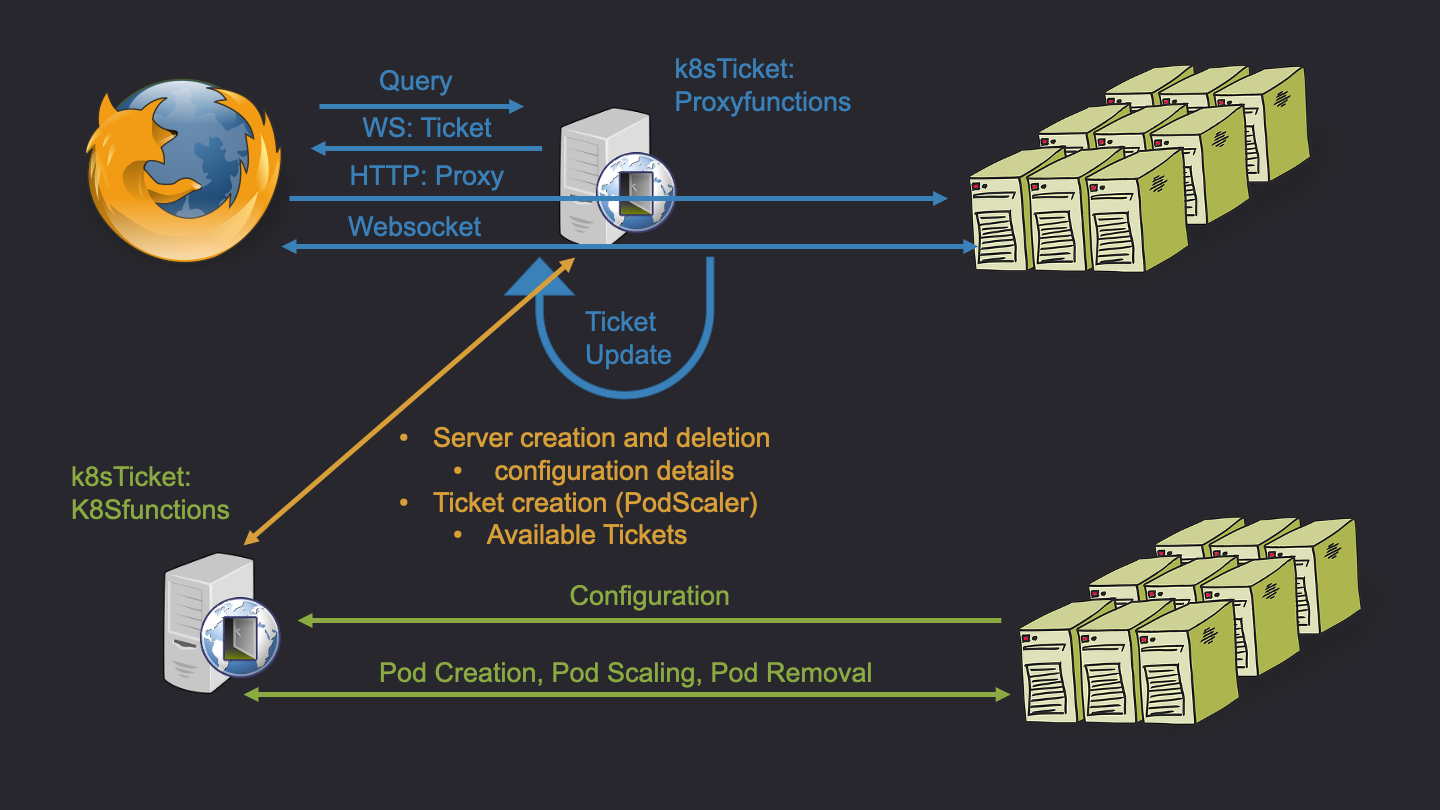 Query
WS: Ticket
HTTP: Proxy
Websocket
k8sTicket:
Proxyfunctions
Ticket
Update
• Server creation and deletion
• configuration details
• Ticket creation (PodScaler)
• Available Tickets
k8sTicket:
K8Sfunctions
Configuration
Pod Creation, Pod Scaling, Pod Removal